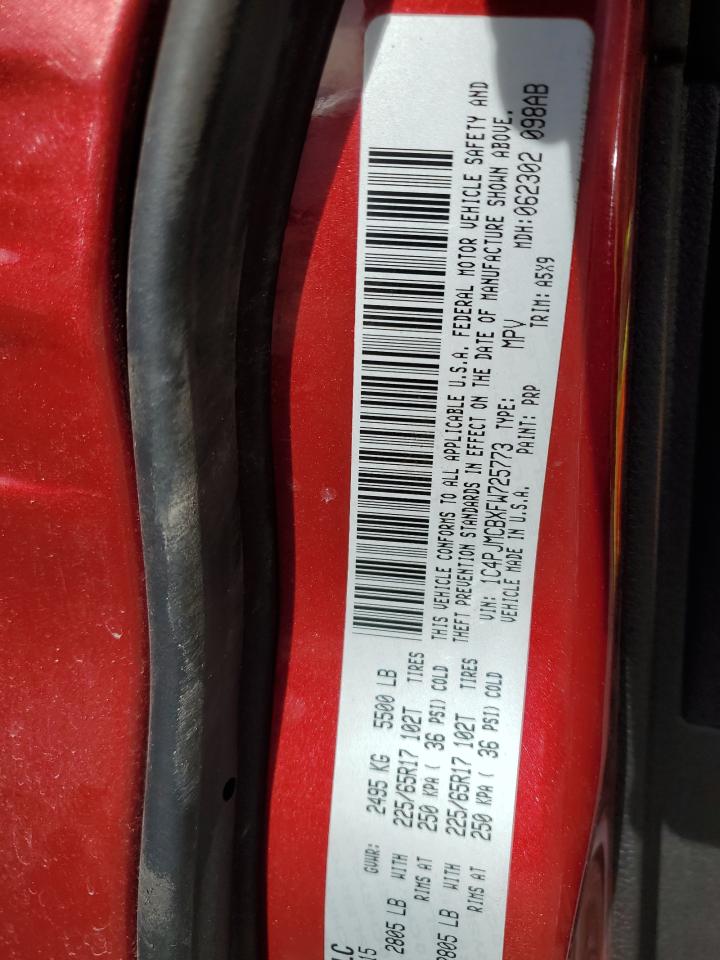 LLC
15 GVWR: 2495 KG 5500 LB
2805 LB WITH 225/65R17 102T TIRES
RIMS AT 250 KPA ( 36 PSI) COLD
2805 LB WITH 225/65R17 102T TIRES
RIMS AT 250 KPA ( 36 PSI) COLD
THIS VEHICLE CONFORMS TO ALL APPLICABLE U.S.A. FEDERAL MOTOR VEHICLE SAFETY AND
THEFT PREVENTION STANDARDS IN EFFECT ON THE DATE OF MANUFACTURE SHOWN ABOVE.
VIN: 1C4PJMCBXFW725773 TYPE: MPV MDH:062302 098AB
VEHICLE MADE IN U.S.A. PAINT: PRP TRIM: A5X9